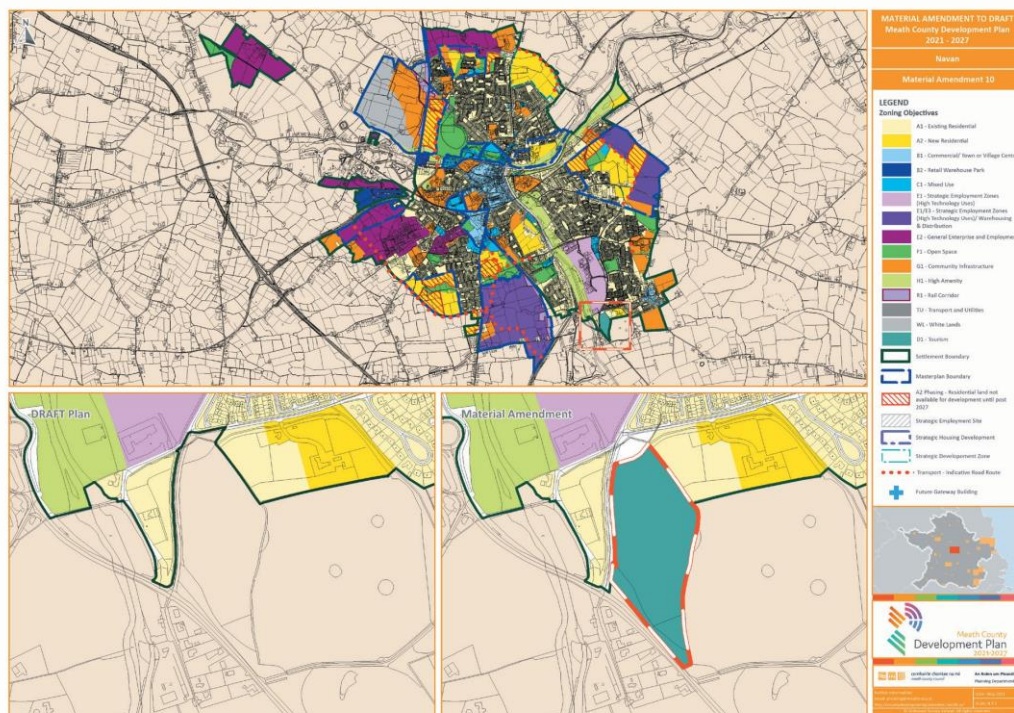 MATERIAL AMENDMENT TO DRAFT
Meath County Development Plan
2021 - 2027
Navan
Material Amendment 10
LEGEND
Zoning Objectives
A1 - Existing Residential
A2 - New Residential
B1 - Commercial/ Town or Village Cent
B2 - Retail Warehouse Park
C1 - Mixed Use
E1 - Strategic Employment Zones
(High Technology Uses)
E1/E3 - Strategic Employment Zones
(High Technology Uses)/ Warehousing
& Distribution
E2 - General Enterprise and Employme
F1 - Open Space
G1 - Community Infrastructure
H1 - High Amenity
R1 - Rail Corridor
TU - Transport and Utilities
WL - White Lands
D1 - Tourism
Settlement Boundary
Masterplan Boundary
A2 Phasing - Residential land not
available for development until post
2027
Strategic Employment Site
Strategic Housing Development
Strategic Development Zone
Transport - Indicative Road Route
Future Gateway Building
DRAFT Plan
Material Amendment
Meath County
Development Plan
2021-2027